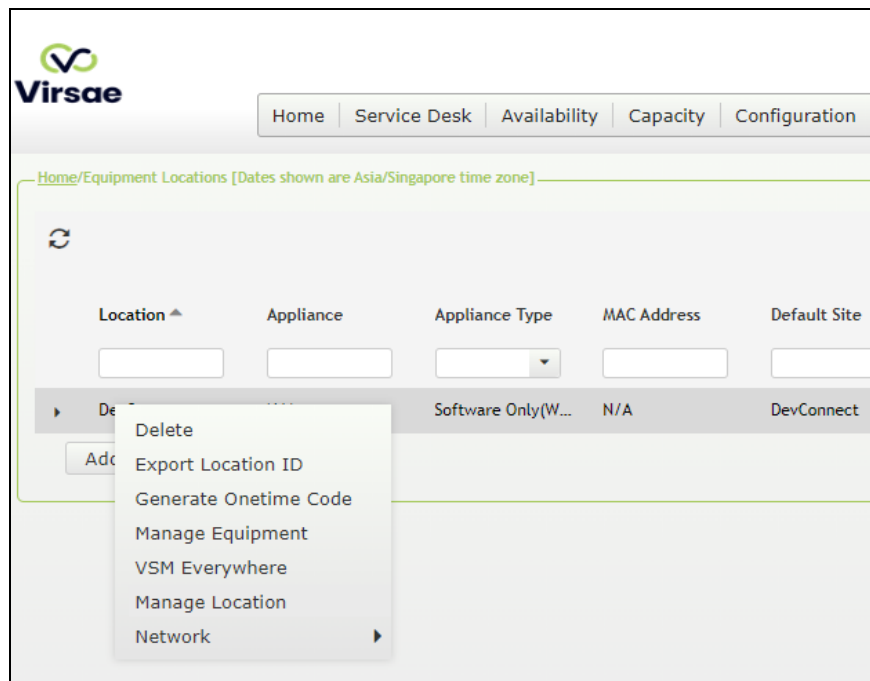 Virsae
Home Service Desk Availability Capacity Configuration
Home/Equipment Locations [Dates shown are Asia/Singapore time zone]
Location Appliance Appliance Type MAC Address Default Site
Software Only(W... N/A DevConnect
Add
Delete
Export Location ID
Generate Onetime Code
Manage Equipment
VSM Everywhere
Manage Location
Network